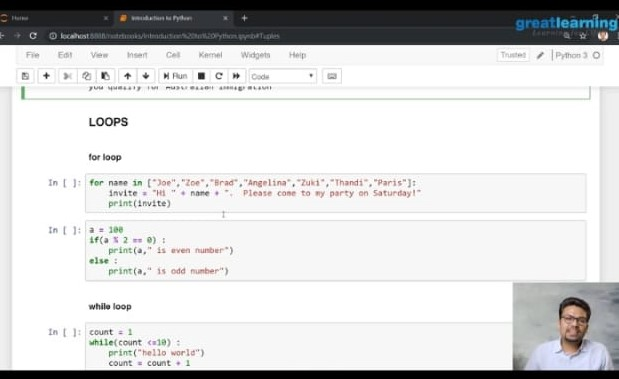 Home
Introduction to Python
greatlearning
localhost:8888/notebooks/Introduction%20to%20Python.ipynb#Tuples
File Edit View Insert Cell Kernel Widgets Help
Trusted
Python 3
Run
Code
you qualify for Australian immigration
LOOPS
for loop
In [ ]: for name in ["Joe","Zoe","Brad","Angelina","Zuki","Thandi","Paris"]:
invite = "Hi " + name + ". Please come to my party on Saturday!"
print(invite)
In [ ]: a = 100
if(a % 2 == 0) :
print(a," is even number")
else :
print(a," is odd number")
while loop
In [ ]: count = 1
while(count <=10) :
print("hello world")
count = count + 1